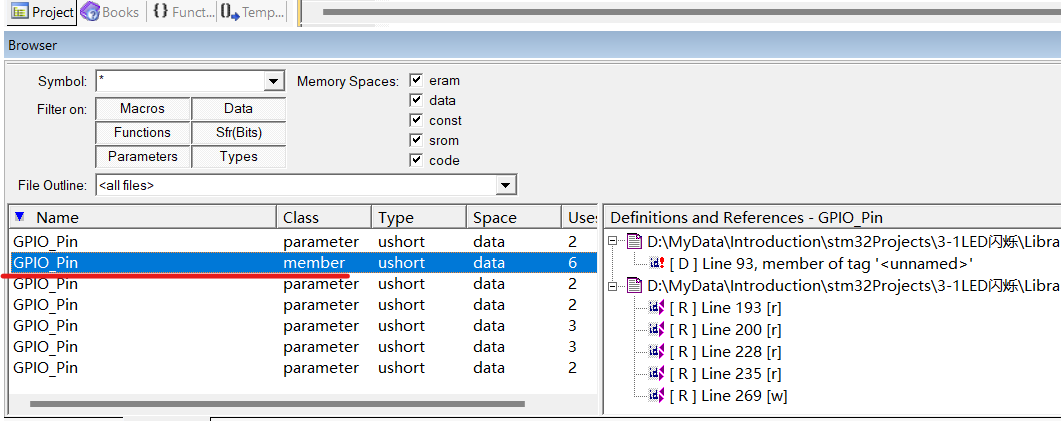 Project Books {} Funct... Temp...
Browser
Symbol: * Memory Spaces: eram
data
Filter on: Macros Data
const
Functions Sfr(Bits)
srom
Parameters Types
code
File Outline: <all files>
Name Class Type Space Uses
GPIO_Pin parameter ushort data 2
GPIO_Pin member ushort data 6
GPIO_Pin parameter ushort data 2
GPIO_Pin parameter ushort data 2
GPIO_Pin parameter ushort data 3
GPIO_Pin parameter ushort data 3
GPIO_Pin parameter ushort data 2
Definitions and References - GPIO_Pin
D:\MyData\Introduction\stm32Projects\3-1LED闪烁\Libra
[ D ] Line 93, member of tag '<unnamed>'
D:\MyData\Introduction\stm32Projects\3-1LED闪烁\Libra
[ R ] Line 193 [r]
[ R ] Line 200 [r]
[ R ] Line 228 [r]
[ R ] Line 235 [r]
[ R ] Line 269 [w]